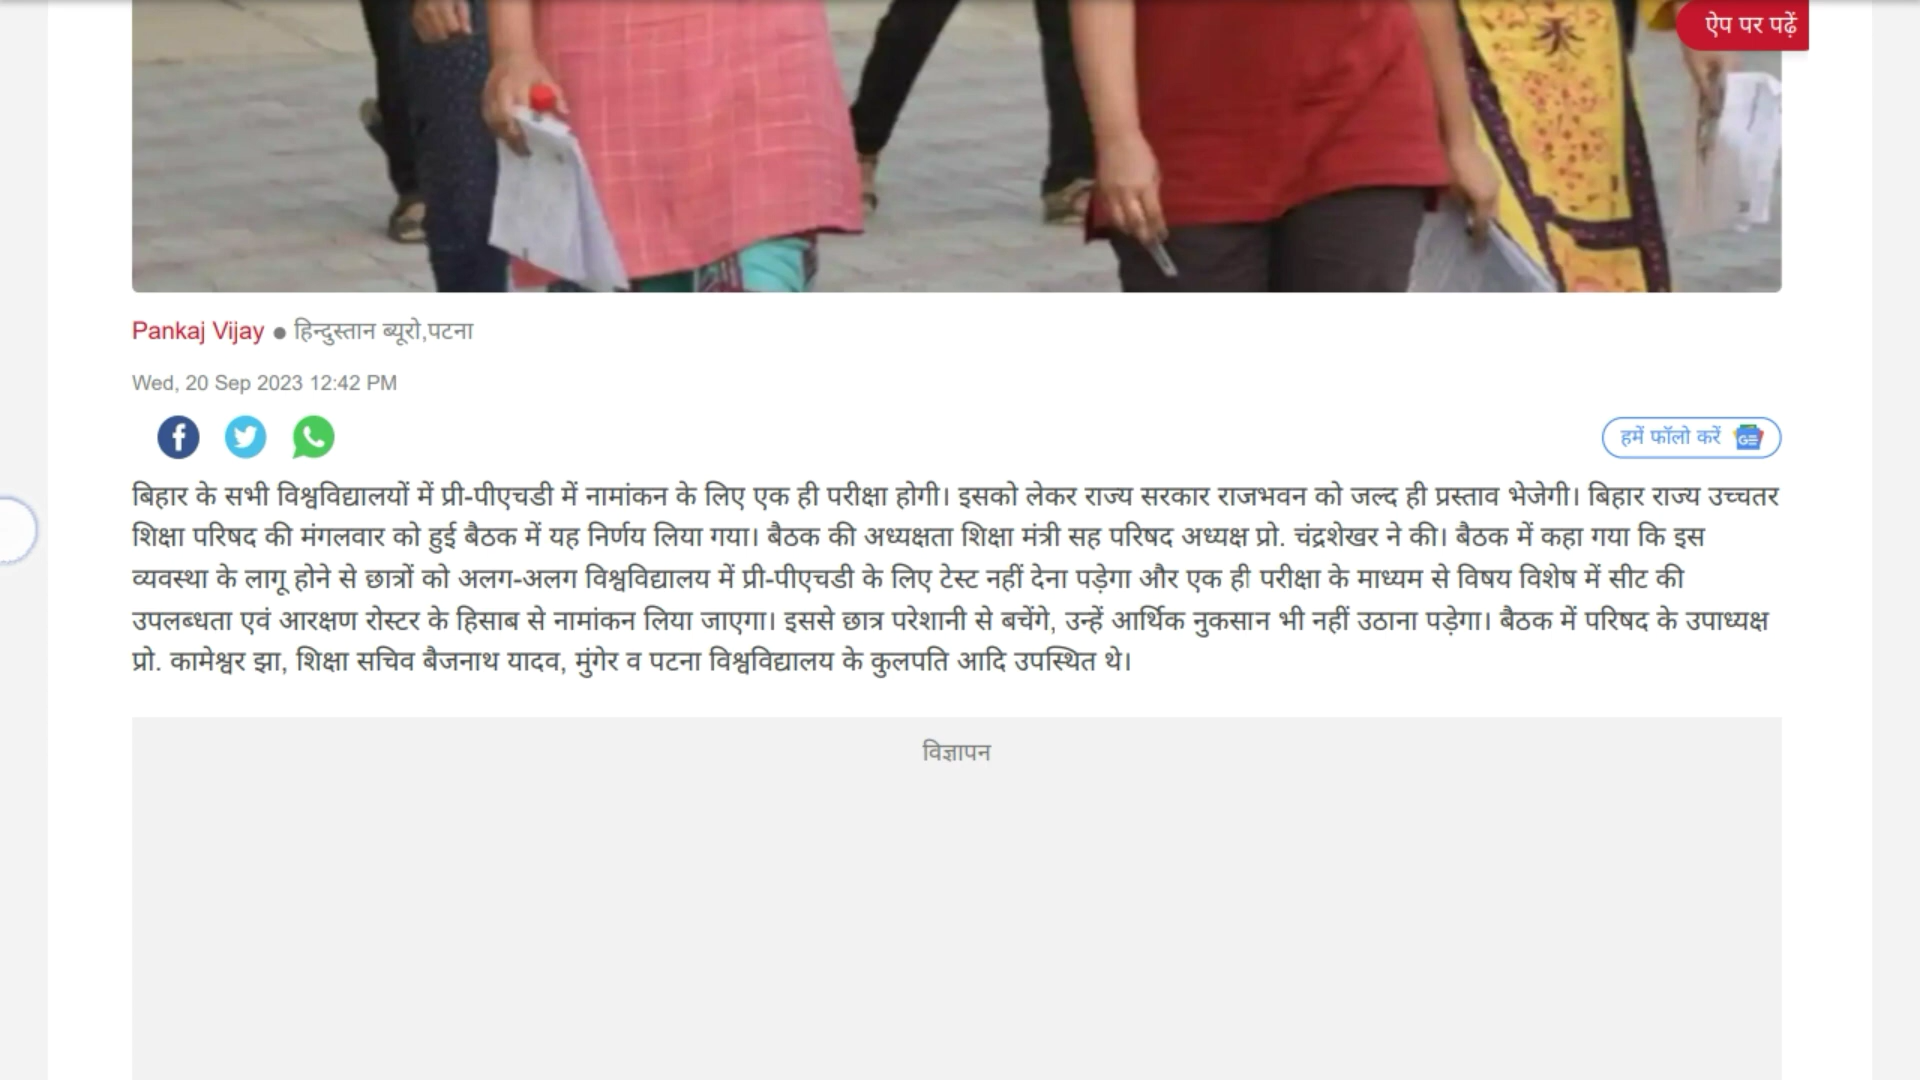 ऐप पर पढ़ें
Pankaj Vijay ● हिन्दुस्तान ब्यूरो,पटना
Wed, 20 Sep 2023 12:42 PM
हमें फॉलो करें
बिहार के सभी विश्वविद्यालयों में प्री-पीएचडी में नामांकन के लिए एक ही परीक्षा होगी। इसको लेकर राज्य सरकार राजभवन को जल्द ही प्रस्ताव भेजेगी। बिहार राज्य उच्चतर
शिक्षा परिषद की मंगलवार को हुई बैठक में यह निर्णय लिया गया। बैठक की अध्यक्षता शिक्षा मंत्री सह परिषद अध्यक्ष प्रो. चंद्रशेखर ने की। बैठक में कहा गया कि इस
व्यवस्था के लागू होने से छात्रों को अलग-अलग विश्वविद्यालय में प्री-पीएचडी के लिए टेस्ट नहीं देना पड़ेगा और एक ही परीक्षा के माध्यम से विषय विशेष में सीट की
उपलब्धता एवं आरक्षण रोस्टर के हिसाब से नामांकन लिया जाएगा। इससे छात्र परेशानी से बचेंगे, उन्हें आर्थिक नुकसान भी नहीं उठाना पड़ेगा। बैठक में परिषद के उपाध्यक्ष
प्रो. कामेश्वर झा, शिक्षा सचिव बैजनाथ यादव, मुंगेर व पटना विश्वविद्यालय के कुलपति आदि उपस्थित थे।
विज्ञापन